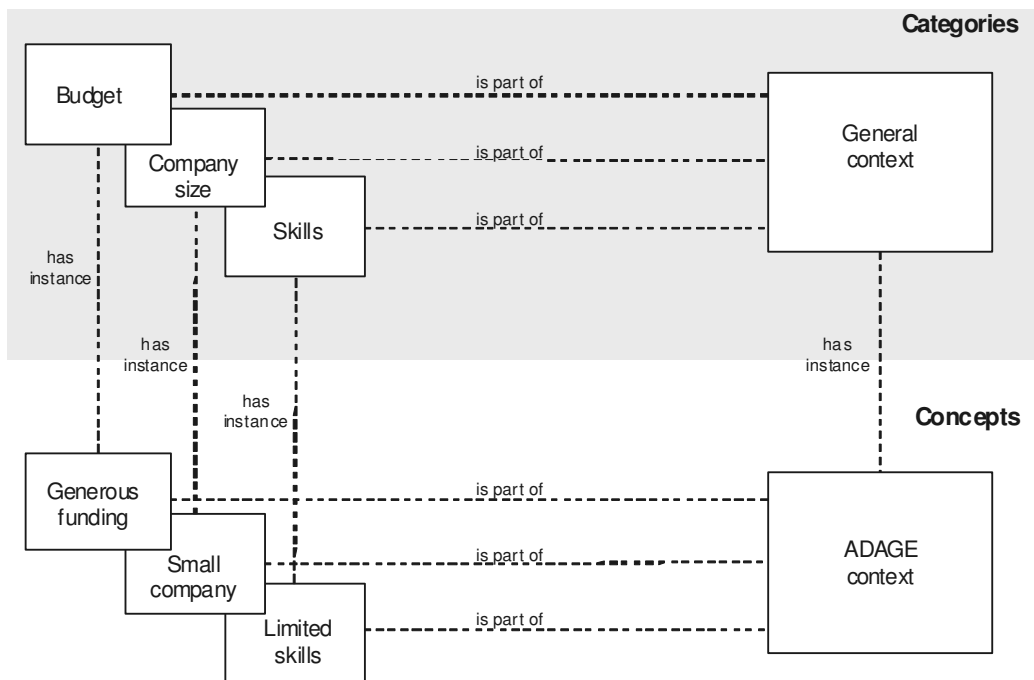 Categories
Budget
is part of
General
context
Company
size
is part of
Skills
is part of
has
instance
has
instance
has
instance
has
instance
Concepts
Generous
funding
is part of
ADAGE
context
Small
company
is part of
Limited
skills
is part of